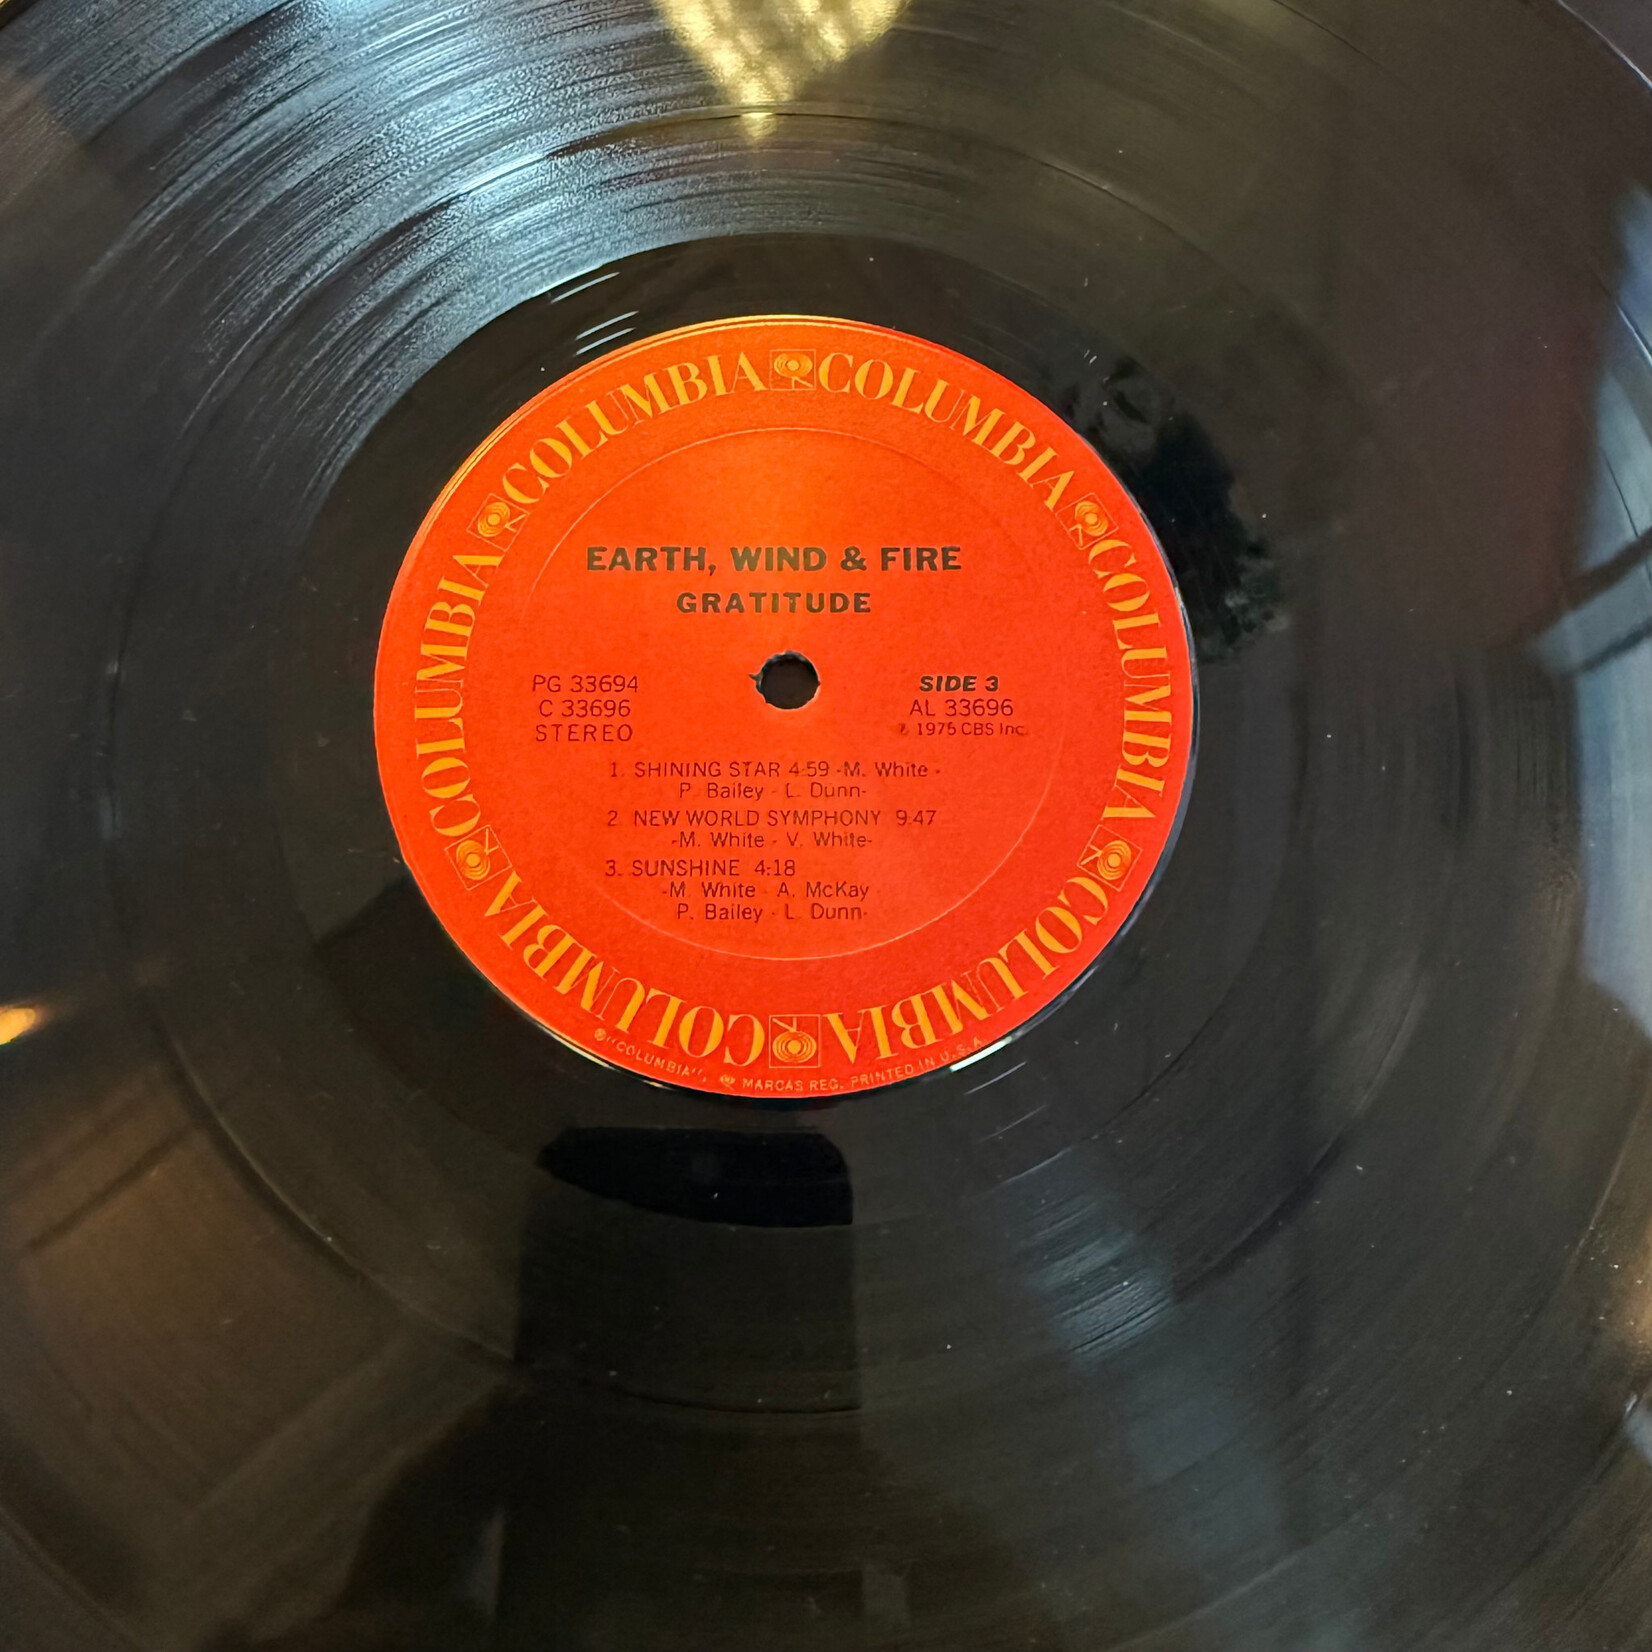 COLUMBIA COLUMBIA COLUMBIA COLUMBIA COLUMBIA COLUMBIA
EARTH, WIND & FIRE
GRATITUDE
PG 33694
C 33696
STEREO
SIDE 3
AL 33696
℗ 1975 CBS Inc.
1. SHINING STAR 4:59 -M. White -
P. Bailey - L. Dunn-
2. NEW WORLD SYMPHONY 9:47
-M. White - V. White-
3. SUNSHINE 4:18
-M. White - A. McKay
P. Bailey - L. Dunn-
®"COLUMBIA", MARCAS REG. PRINTED IN U.S.A.